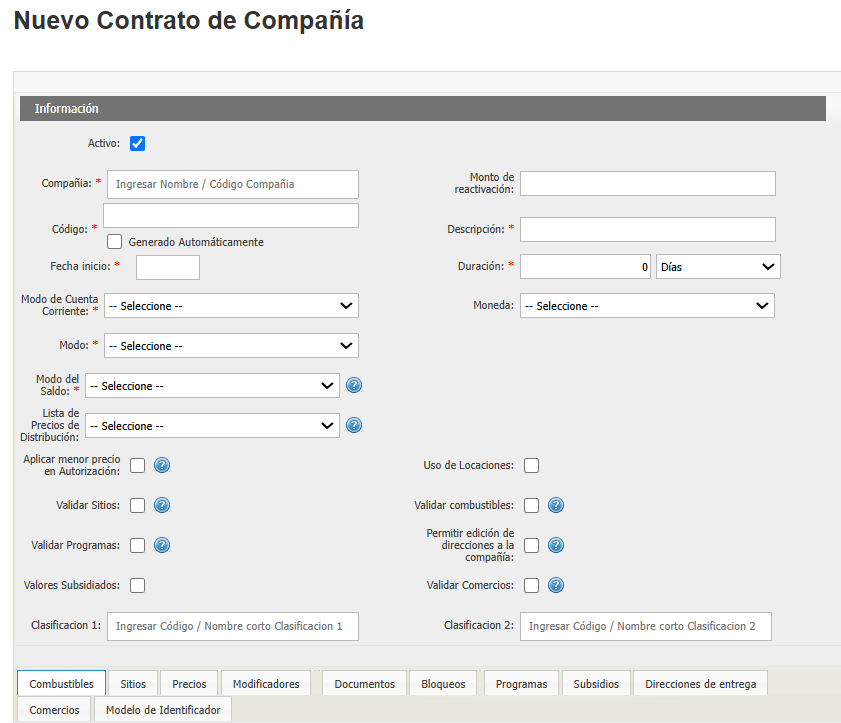 Nuevo Contrato de Compañía
Información
Activo:
Compañia: * Ingresar Nombre / Código Compañia
Monto de
reactivación:
Código: *
Generado Automáticamente
Descripción: *
Fecha inicio: *
Duración: * 0 Días
Modo de Cuenta
Corriente: * -- Seleccione --
Moneda: -- Seleccione --
Modo: * -- Seleccione --
Modo del
Saldo: * -- Seleccione -- ?
Lista de
Precios de
Distribución: -- Seleccione -- ?
Aplicar menor precio
en Autorización: ?
Uso de Locaciones:
Validar Sitios: ?
Validar combustibles: ?
Validar Programas: ?
Permitir edición de
direcciones a la
compañía: ?
Valores Subsidiados:
Validar Comercios: ?
Clasificacion 1: Ingresar Código / Nombre corto Clasificacion 1
Clasificacion 2: Ingresar Código / Nombre corto Clasificacion 2
Combustibles Sitios Precios Modificadores Documentos Bloqueos Programas Subsidios Direcciones de entrega
Comercios Modelo de Identificador